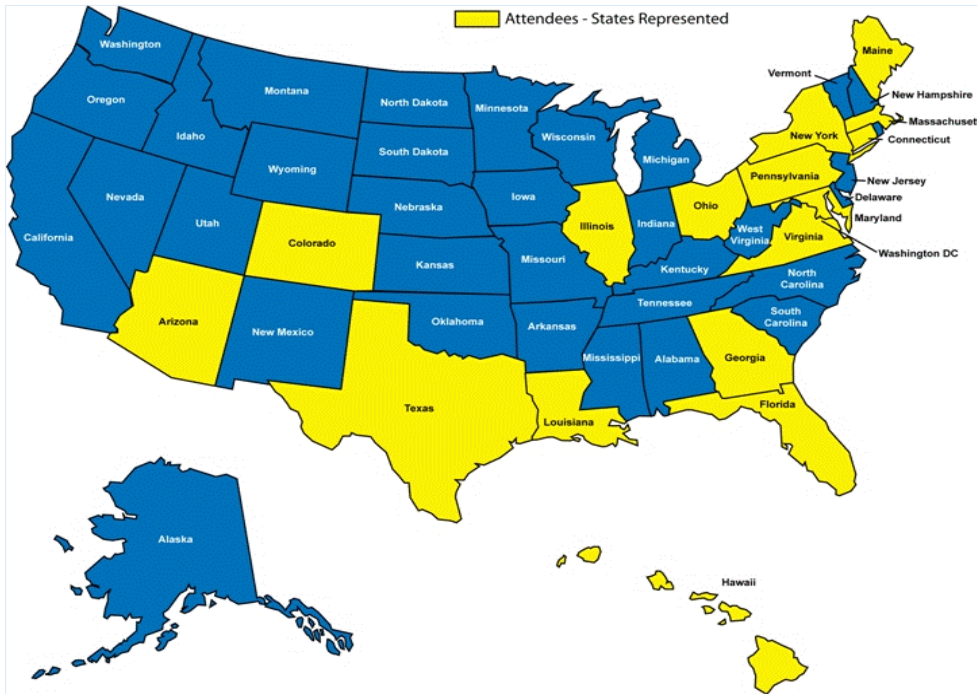 Attendees - States Represented
Washington
Maine
Vermont
Montana
North Dakota
Minnesota
New Hampshire
Oregon
Massachuset
Wisconsin
New York
Idaho
South Dakota
Connecticut
Michigan
Wyoming
Pennsylvania
New Jersey
Nevada
Iowa
Delaware
Nebraska
Ohio
Utah
Illinois
Indiana
Maryland
California
Colorado
West
Virginia
Virginia
Kansas
Missouri
Washington DC
Kentucky
North
Carolina
Tennessee
Arizona
Oklahoma
South
Carolina
New Mexico
Arkansas
Mississippi
Alabama
Georgia
Texas
Florida
Louisiana
Alaska
Hawaii